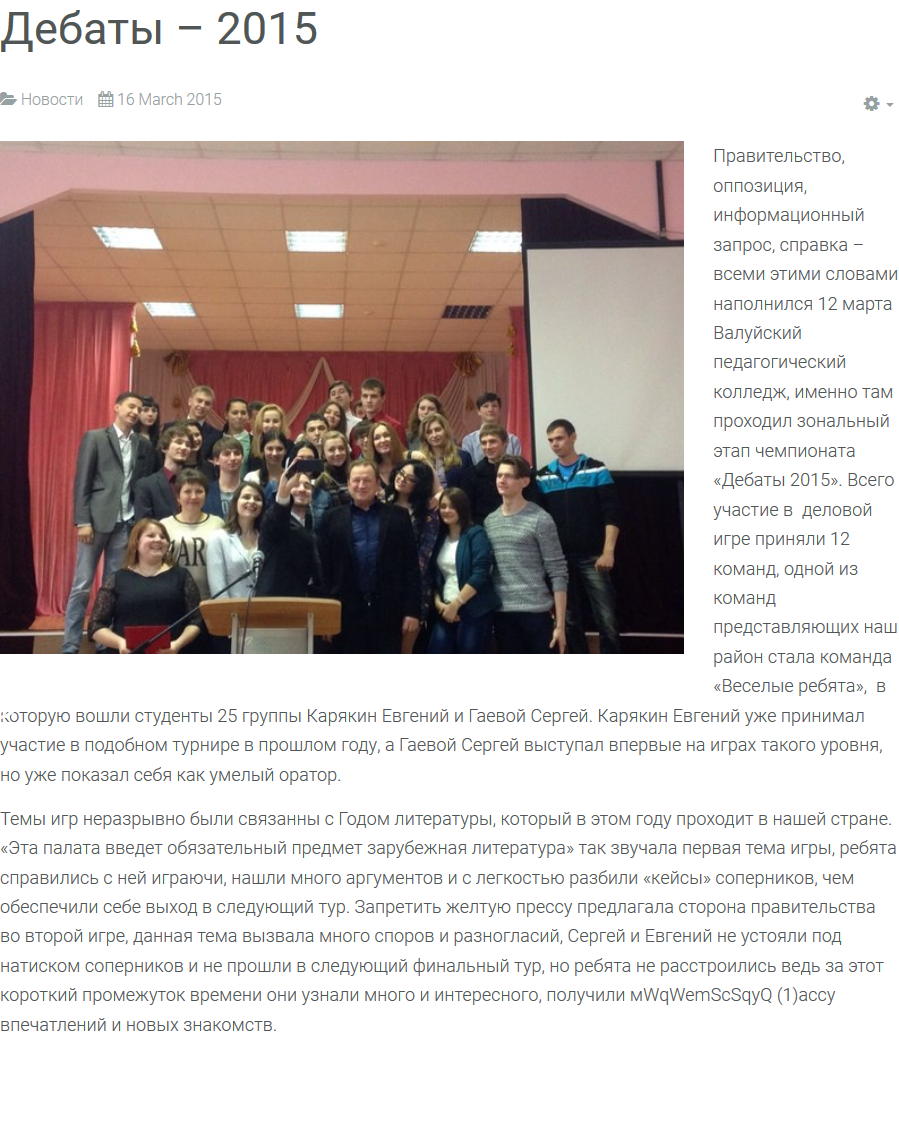 Дебаты – 2015
Новости 16 March 2015
Правительство,
оппозиция,
информационный
запрос, справка –
всеми этими словами
наполнился 12 марта
Валуйский
педагогический
колледж, именно там
проходил зональный
этап чемпионата
«Дебаты 2015». Всего
участие в  деловой
игре приняли 12
команд, одной из
команд
представляющих наш
район стала команда
«Веселые ребята»,  в
которую вошли студенты 25 группы Карякин Евгений и Гаевой Сергей. Карякин Евгений уже принимал
участие в подобном турнире в прошлом году, а Гаевой Сергей выступал впервые на играх такого уровня,
но уже показал себя как умелый оратор.
Темы игр неразрывно были связанны с Годом литературы, который в этом году проходит в нашей стране.
«Эта палата введет обязательный предмет зарубежная литература» так звучала первая тема игры, ребята
справились с ней играючи, нашли много аргументов и с легкостью разбили «кейсы» соперников, чем
обеспечили себе выход в следующий тур. Запретить желтую прессу предлагала сторона правительства
во второй игре, данная тема вызвала много споров и разногласий, Сергей и Евгений не устояли под
натиском соперников и не прошли в следующий финальный тур, но ребята не расстроились ведь за этот
короткий промежуток времени они узнали много и интересного, получили мWqWemScSqyQ (1)ассу
впечатлений и новых знакомств.